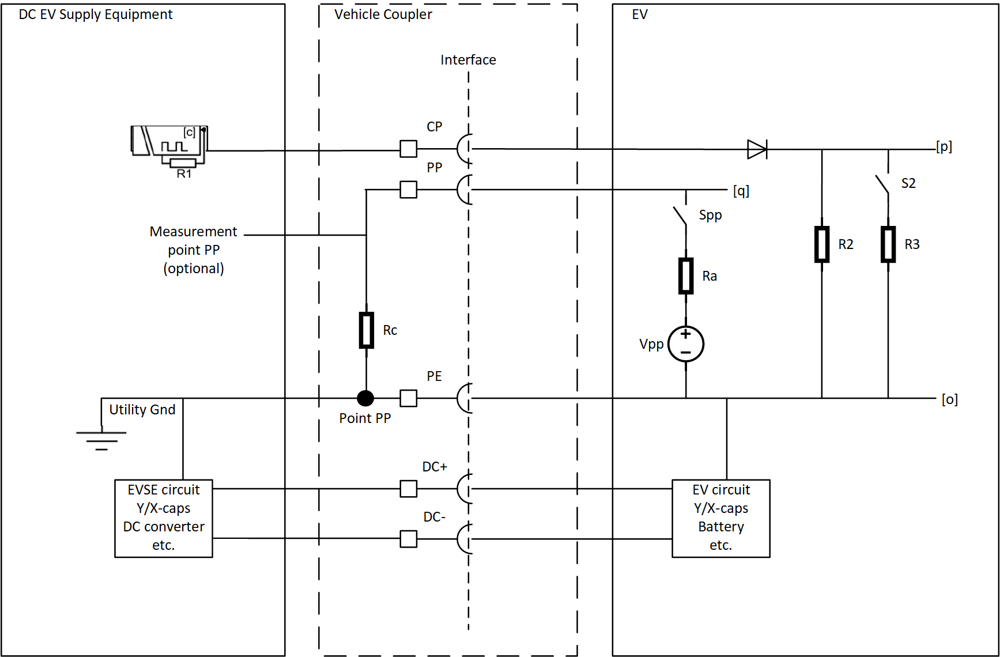 DC EV Supply Equipment
Vehicle Coupler
EV
Interface
CP
[c]
R1
[p]
PP
[q]
S2
Spp
Measurement
point PP
(optional)
R2
R3
Ra
Rc
Vpp
+
−
PE
Utility Gnd
Point PP
[o]
DC+
EVSE circuit
Y/X-caps
DC converter
etc.
DC-
EV circuit
Y/X-caps
Battery
etc.